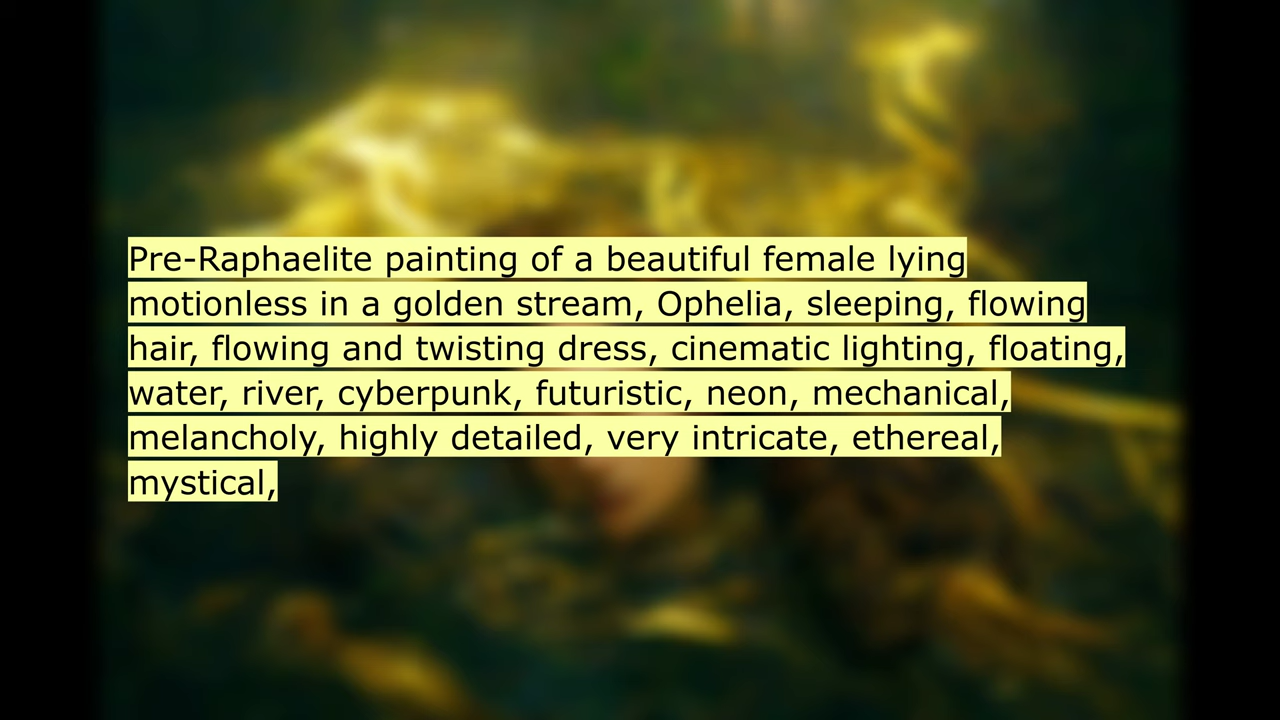 Pre-Raphaelite painting of a beautiful female lying
motionless in a golden stream, Ophelia, sleeping, flowing
hair, flowing and twisting dress, cinematic lighting, floating,
water, river, cyberpunk, futuristic, neon, mechanical,
melancholy, highly detailed, very intricate, ethereal,
mystical,